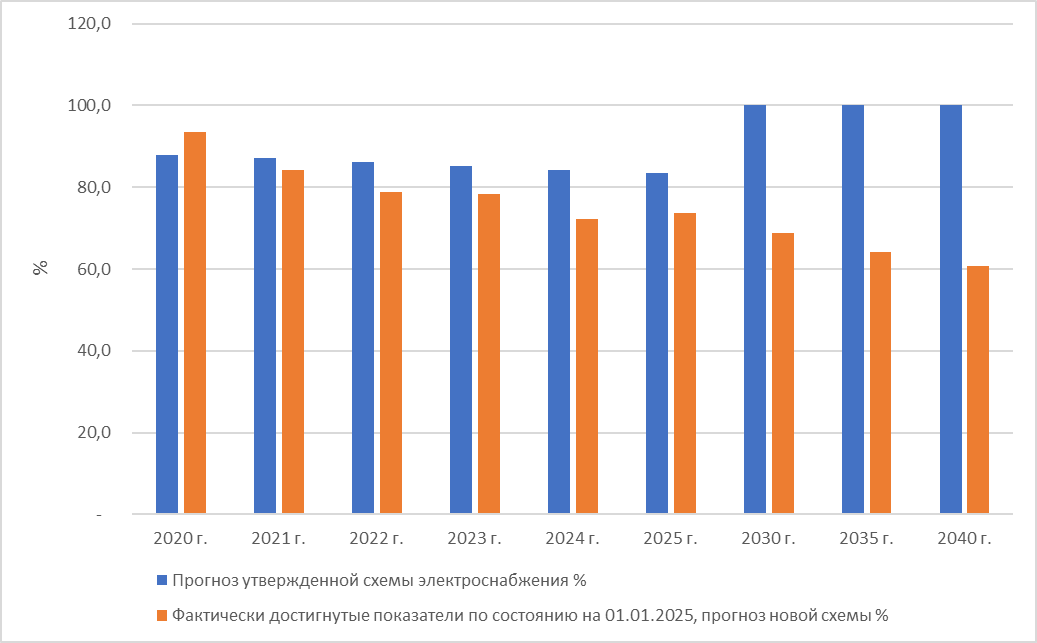 120,0
100,0
80,0
60,0
40,0
20,0
-
%
2020 г. 2021 г. 2022 г. 2023 г. 2024 г. 2025 г. 2030 г. 2035 г. 2040 г.
Прогноз утвержденной схемы электроснабжения %
Фактически достигнутые показатели по состоянию на 01.01.2025, прогноз новой схемы %